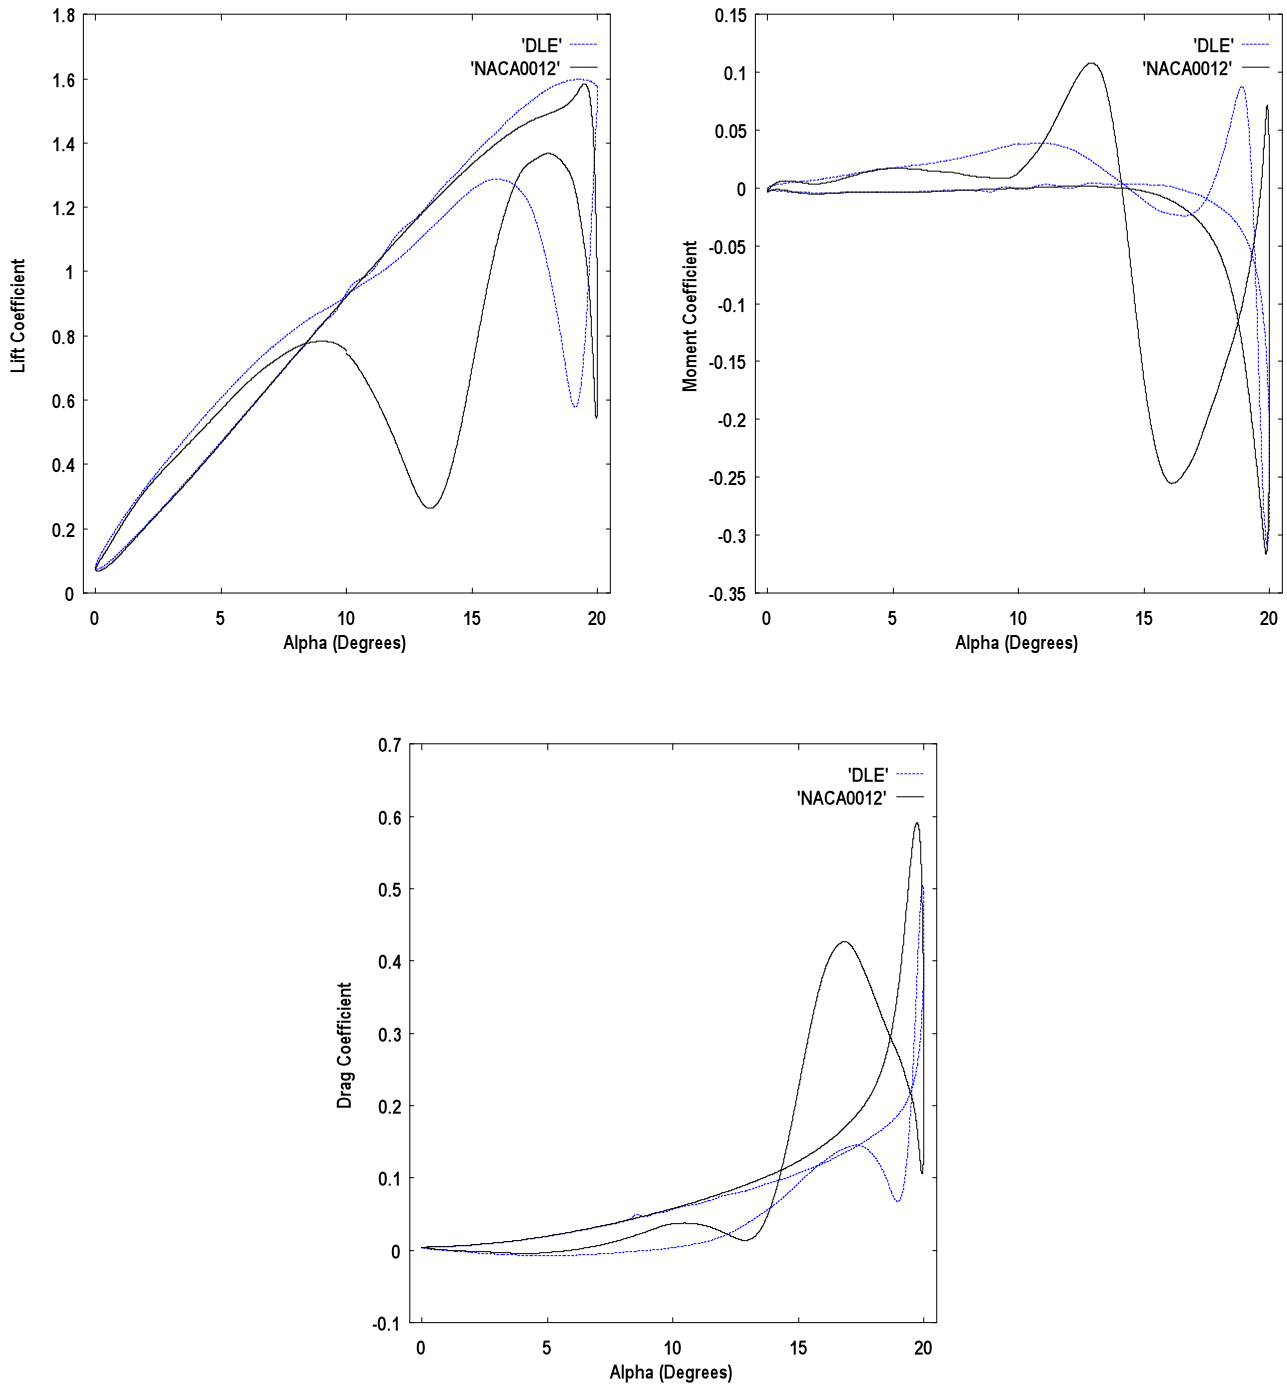 1.8
'DLE'
'NACA0012'
1.6
1.4
1.2
1
0.8
0.6
0.4
0.2
0
Lift Coefficient
0 5 10 15 20
Alpha (Degrees)
0.15
'DLE'
'NACA0012'
0.1
0.05
0
-0.05
-0.1
-0.15
-0.2
-0.25
-0.3
-0.35
Moment Coefficient
0 5 10 15 20
Alpha (Degrees)
0.7
'DLE'
'NACA0012'
0.6
0.5
0.4
0.3
0.2
0.1
0
-0.1
Drag Coefficient
0 5 10 15 20
Alpha (Degrees)